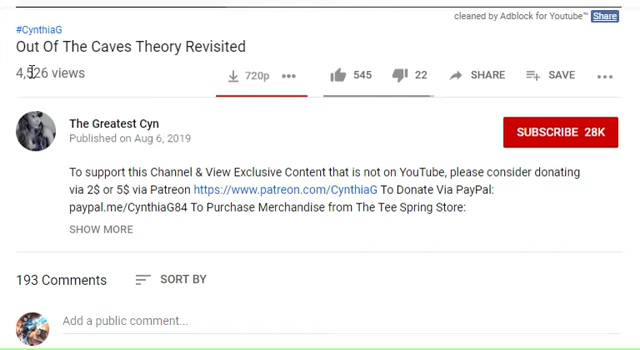 cleaned by Adblock for Youtube™ Share
#CynthiaG
Out Of The Caves Theory Revisited
4,526 views
720p
545
22
SHARE
SAVE
The Greatest Cyn
Published on Aug 6, 2019
SUBSCRIBE 28K
To support this Channel & View Exclusive Content that is not on YouTube, please consider donating
via 2$ or 5$ via Patreon https://www.patreon.com/CynthiaG To Donate Via PayPal:
paypal.me/CynthiaG84 To Purchase Merchandise from The Tee Spring Store:
SHOW MORE
193 Comments
SORT BY
Add a public comment...